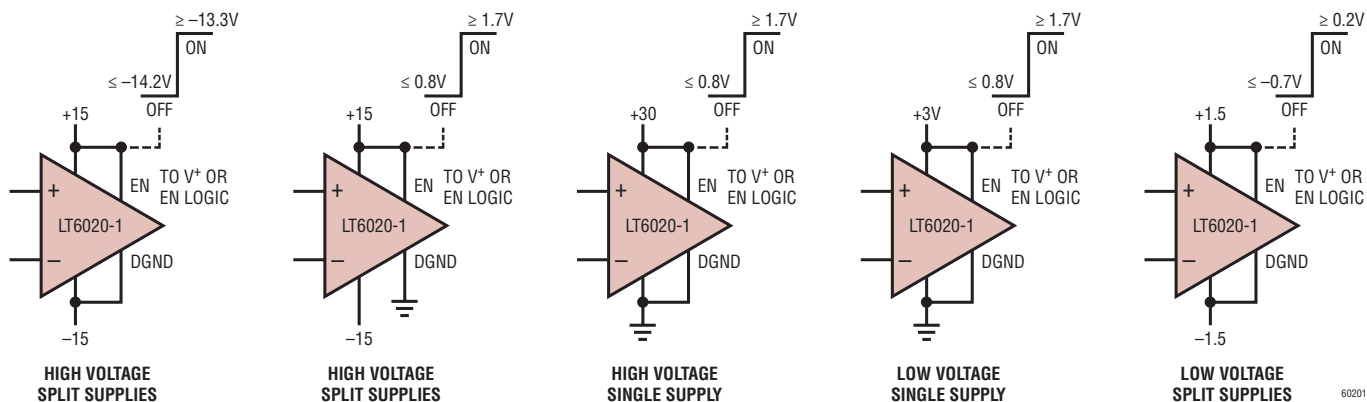 ≥ –13.3V
ON
≤ –14.2V
OFF
+15
+
–
EN
TO V⁺ OR
EN LOGIC
LT6020-1
DGND
–15
HIGH VOLTAGE
SPLIT SUPPLIES
≥ 1.7V
ON
≤ 0.8V
OFF
+15
+
–
EN
TO V⁺ OR
EN LOGIC
LT6020-1
DGND
–15
HIGH VOLTAGE
SPLIT SUPPLIES
≥ 1.7V
ON
≤ 0.8V
OFF
+30
+
–
EN
TO V⁺ OR
EN LOGIC
LT6020-1
DGND
HIGH VOLTAGE
SINGLE SUPPLY
≥ 1.7V
ON
≤ 0.8V
OFF
+3V
+
–
EN
TO V⁺ OR
EN LOGIC
LT6020-1
DGND
LOW VOLTAGE
SINGLE SUPPLY
≥ 0.2V
ON
≤ –0.7V
OFF
+1.5
+
–
EN
TO V⁺ OR
EN LOGIC
LT6020-1
DGND
–1.5
LOW VOLTAGE
SPLIT SUPPLIES
60201